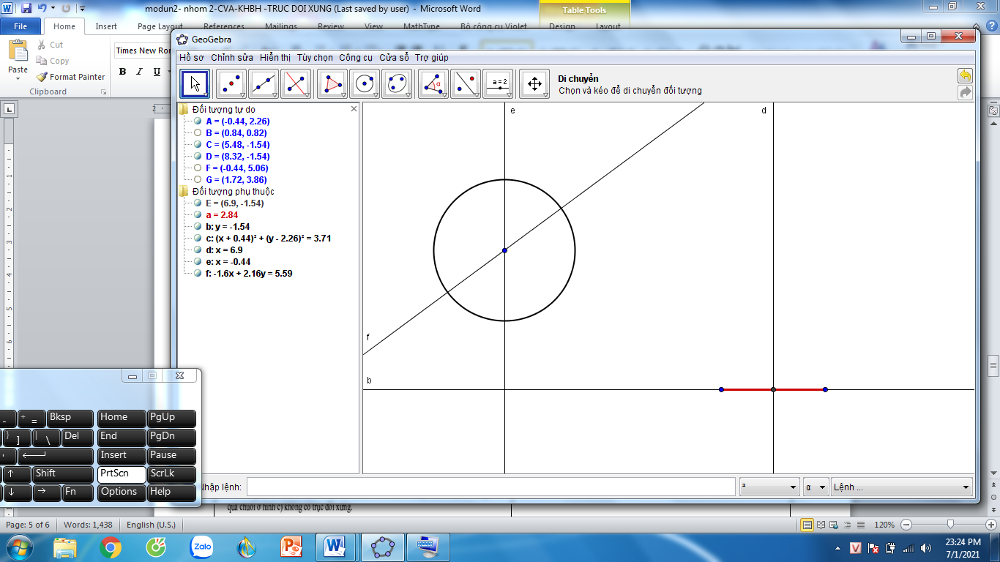 modun2- nhom 2-CVA-KHBH -TRUC DOI XUNG (Last saved by user) - Microsoft Word
Table Tools
File Home Insert Page Layout References Mailings Review View MathType Bộ công cụ Violet Design Layout
Cut
Copy
Format Painter
Paste
Clipboard
Times New Ro
B I U
GeoGebra
Hồ sơ Chỉnh sửa Hiển thị Tùy chọn Công cụ Cửa sổ Trợ giúp
a = 2
Di chuyển
Chọn và kéo để di chuyển đối tượng
Đối tượng tự do
A = (-0.44, 2.26)
B = (0.84, 0.82)
C = (5.48, -1.54)
D = (8.32, -1.54)
F = (-0.44, 5.06)
G = (1.72, 3.86)
Đối tượng phụ thuộc
E = (6.9, -1.54)
a = 2.84
b: y = -1.54
c: (x + 0.44)² + (y - 2.26)² = 3.71
d: x = 6.9
e: x = -0.44
f: -1.6x + 2.16y = 5.59
e
d
f
b
Nhập lệnh:
²
α
Lệnh ...
- + = Bksp Home PgUp
} ] | \ Del End PgDn
' Insert Pause
↑ Shift PrtScn ScrLk
↓ → Fn Options Help
quả chuối ở hình c) không có trục đối xứng.
Page: 5 of 6 Words: 1,438 English (U.S.)
120%
Zalo
23:24 PM
7/1/2021